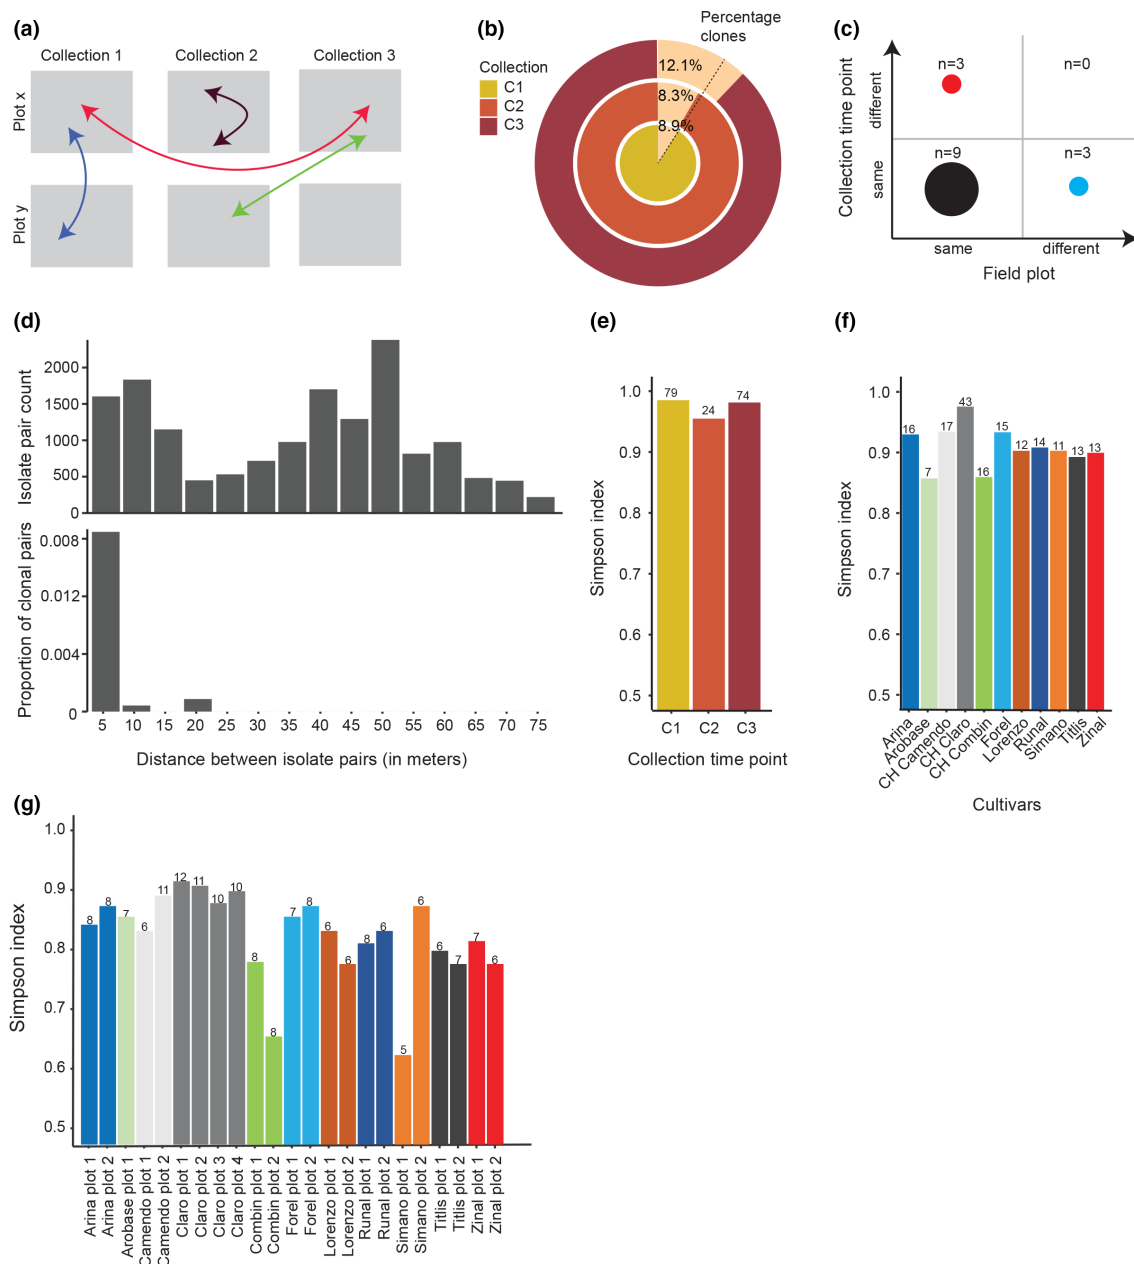 (a)
Collection 1
Collection 2
Collection 3
Plot x
Plot y
(b)
Percentage
clones
Collection
C1
C2
C3
12.1%
8.3%
8.9%
(c)
Collection time point
different
same
n=3
n=0
n=9
n=3
same
different
Field plot
(d)
Isolate pair count
2000
1500
1000
500
0
Proportion of clonal pairs
0.008
0.012
0.004
0
5 10 15 20 25 30 35 40 45 50 55 60 65 70 75
Distance between isolate pairs (in meters)
(e)
Simpson index
1.0
0.9
0.8
0.7
0.6
0.5
79
24
74
C1 C2 C3
Collection time point
(f)
Simpson index
1.0
0.9
0.9
0.7
0.6
0.5
16
7
17
43
16
15
12
14
11
13
13
Arina
Arobase
CH Camendo
CH Claro
CH Combin
Forel
Lorenzo
Runal
Simano
Titlis
Zinal
Cultivars
(g)
Simpson index
1.0
0.9
0.8
0.7
0.6
0.5
8
8
7
6
11
12
11
10
10
8
8
7
8
6
6
8
6
5
6
6
7
7
6
Arina plot 1
Arina plot 2
Arobase plot 1
Camendo plot 1
Camendo plot 2
Claro plot 1
Claro plot 2
Claro plot 3
Claro plot 4
Combin plot 1
Combin plot 2
Forel plot 1
Forel plot 2
Lorenzo plot 1
Lorenzo plot 2
Runal plot 1
Runal plot 2
Simano plot 1
Simano plot 2
Titlis plot 1
Titlis plot 2
Zinal plot 1
Zinal plot 2